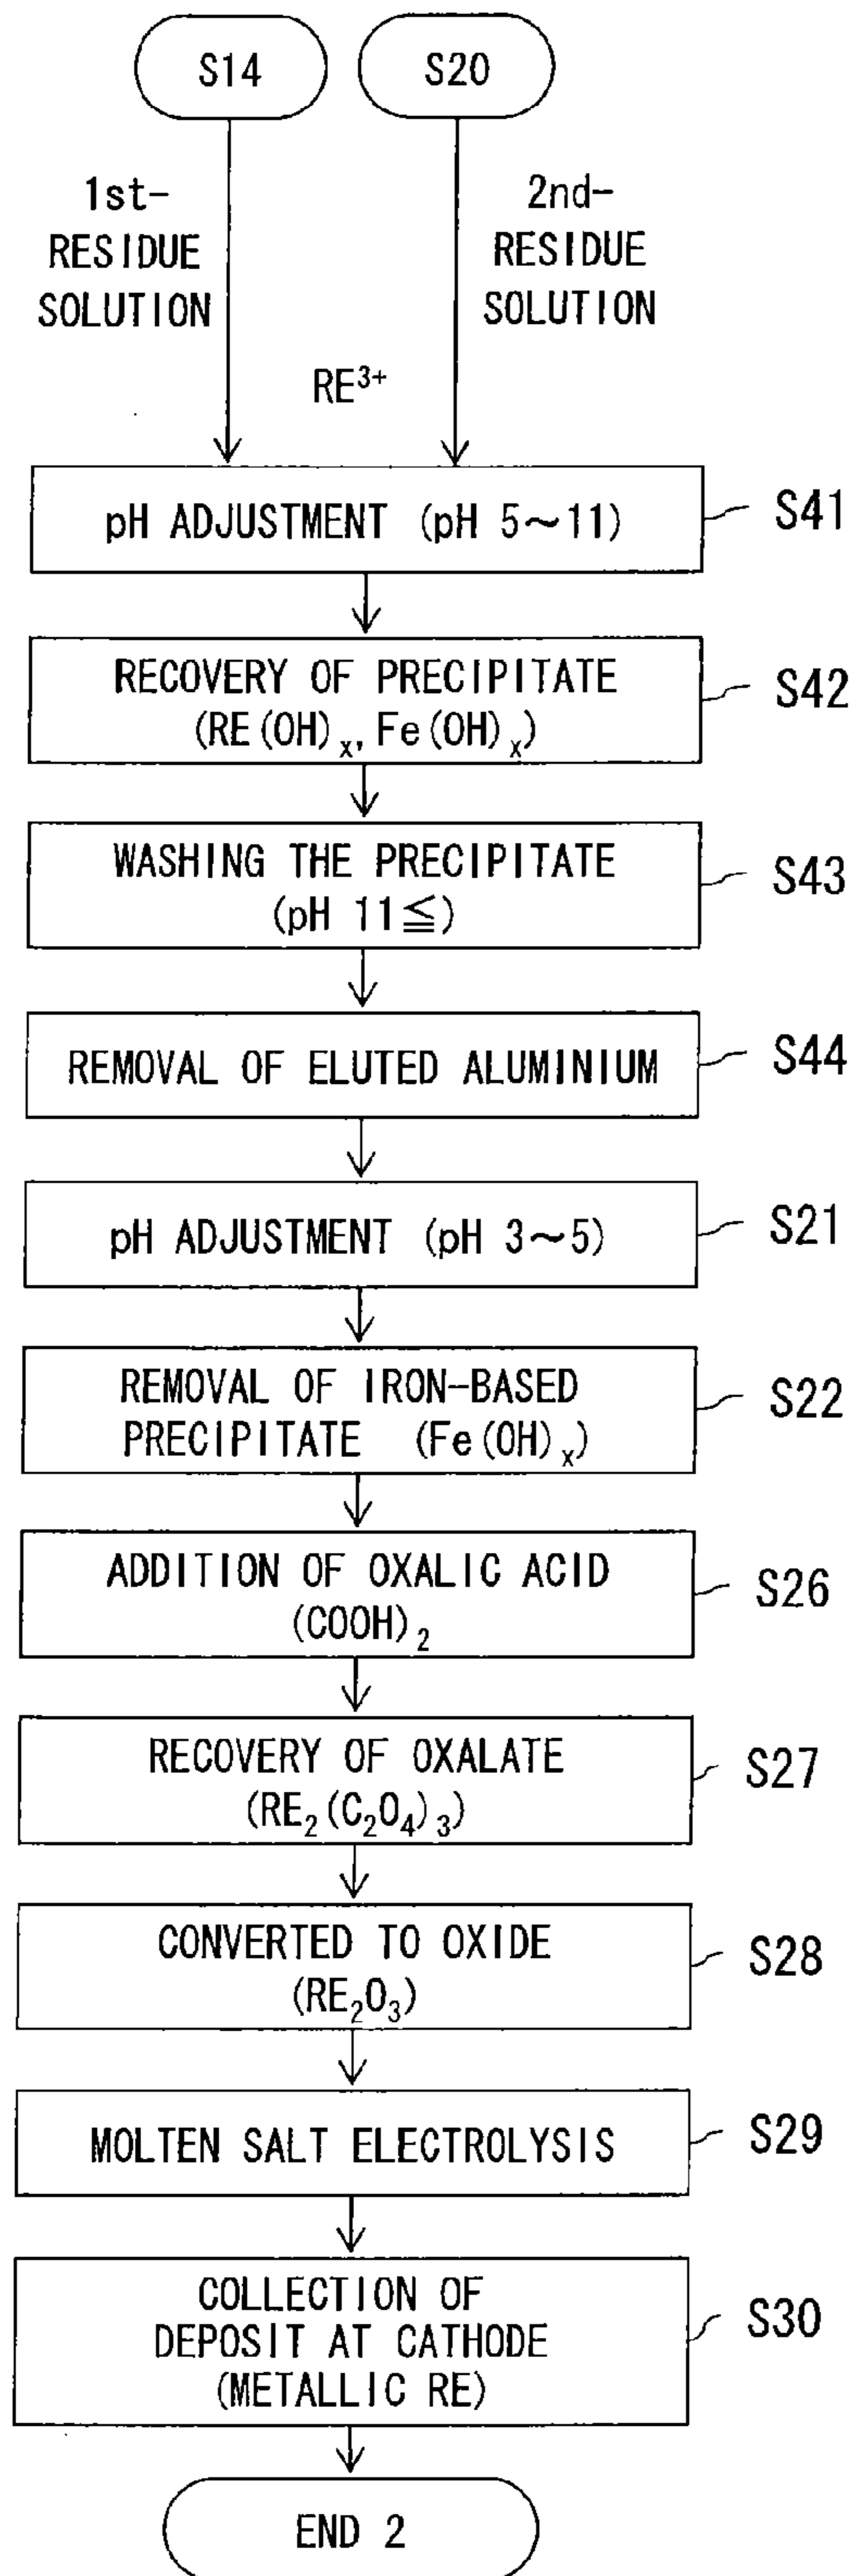 S14
S20
1st-
RESIDUE
SOLUTION
2nd-
RESIDUE
SOLUTION
RE³⁺
pH ADJUSTMENT (pH 5～11)
S41
RECOVERY OF PRECIPITATE
(RE(OH)ₓ, Fe(OH)ₓ)
S42
WASHING THE PRECIPITATE
(pH 11≦)
S43
REMOVAL OF ELUTED ALUMINIUM
S44
pH ADJUSTMENT (pH 3～5)
S21
REMOVAL OF IRON-BASED
PRECIPITATE (Fe(OH)ₓ)
S22
ADDITION OF OXALIC ACID
(COOH)₂
S26
RECOVERY OF OXALATE
(RE₂(C₂O₄)₃)
S27
CONVERTED TO OXIDE
(RE₂O₃)
S28
MOLTEN SALT ELECTROLYSIS
S29
COLLECTION OF
DEPOSIT AT CATHODE
(METALLIC RE)
S30
END 2